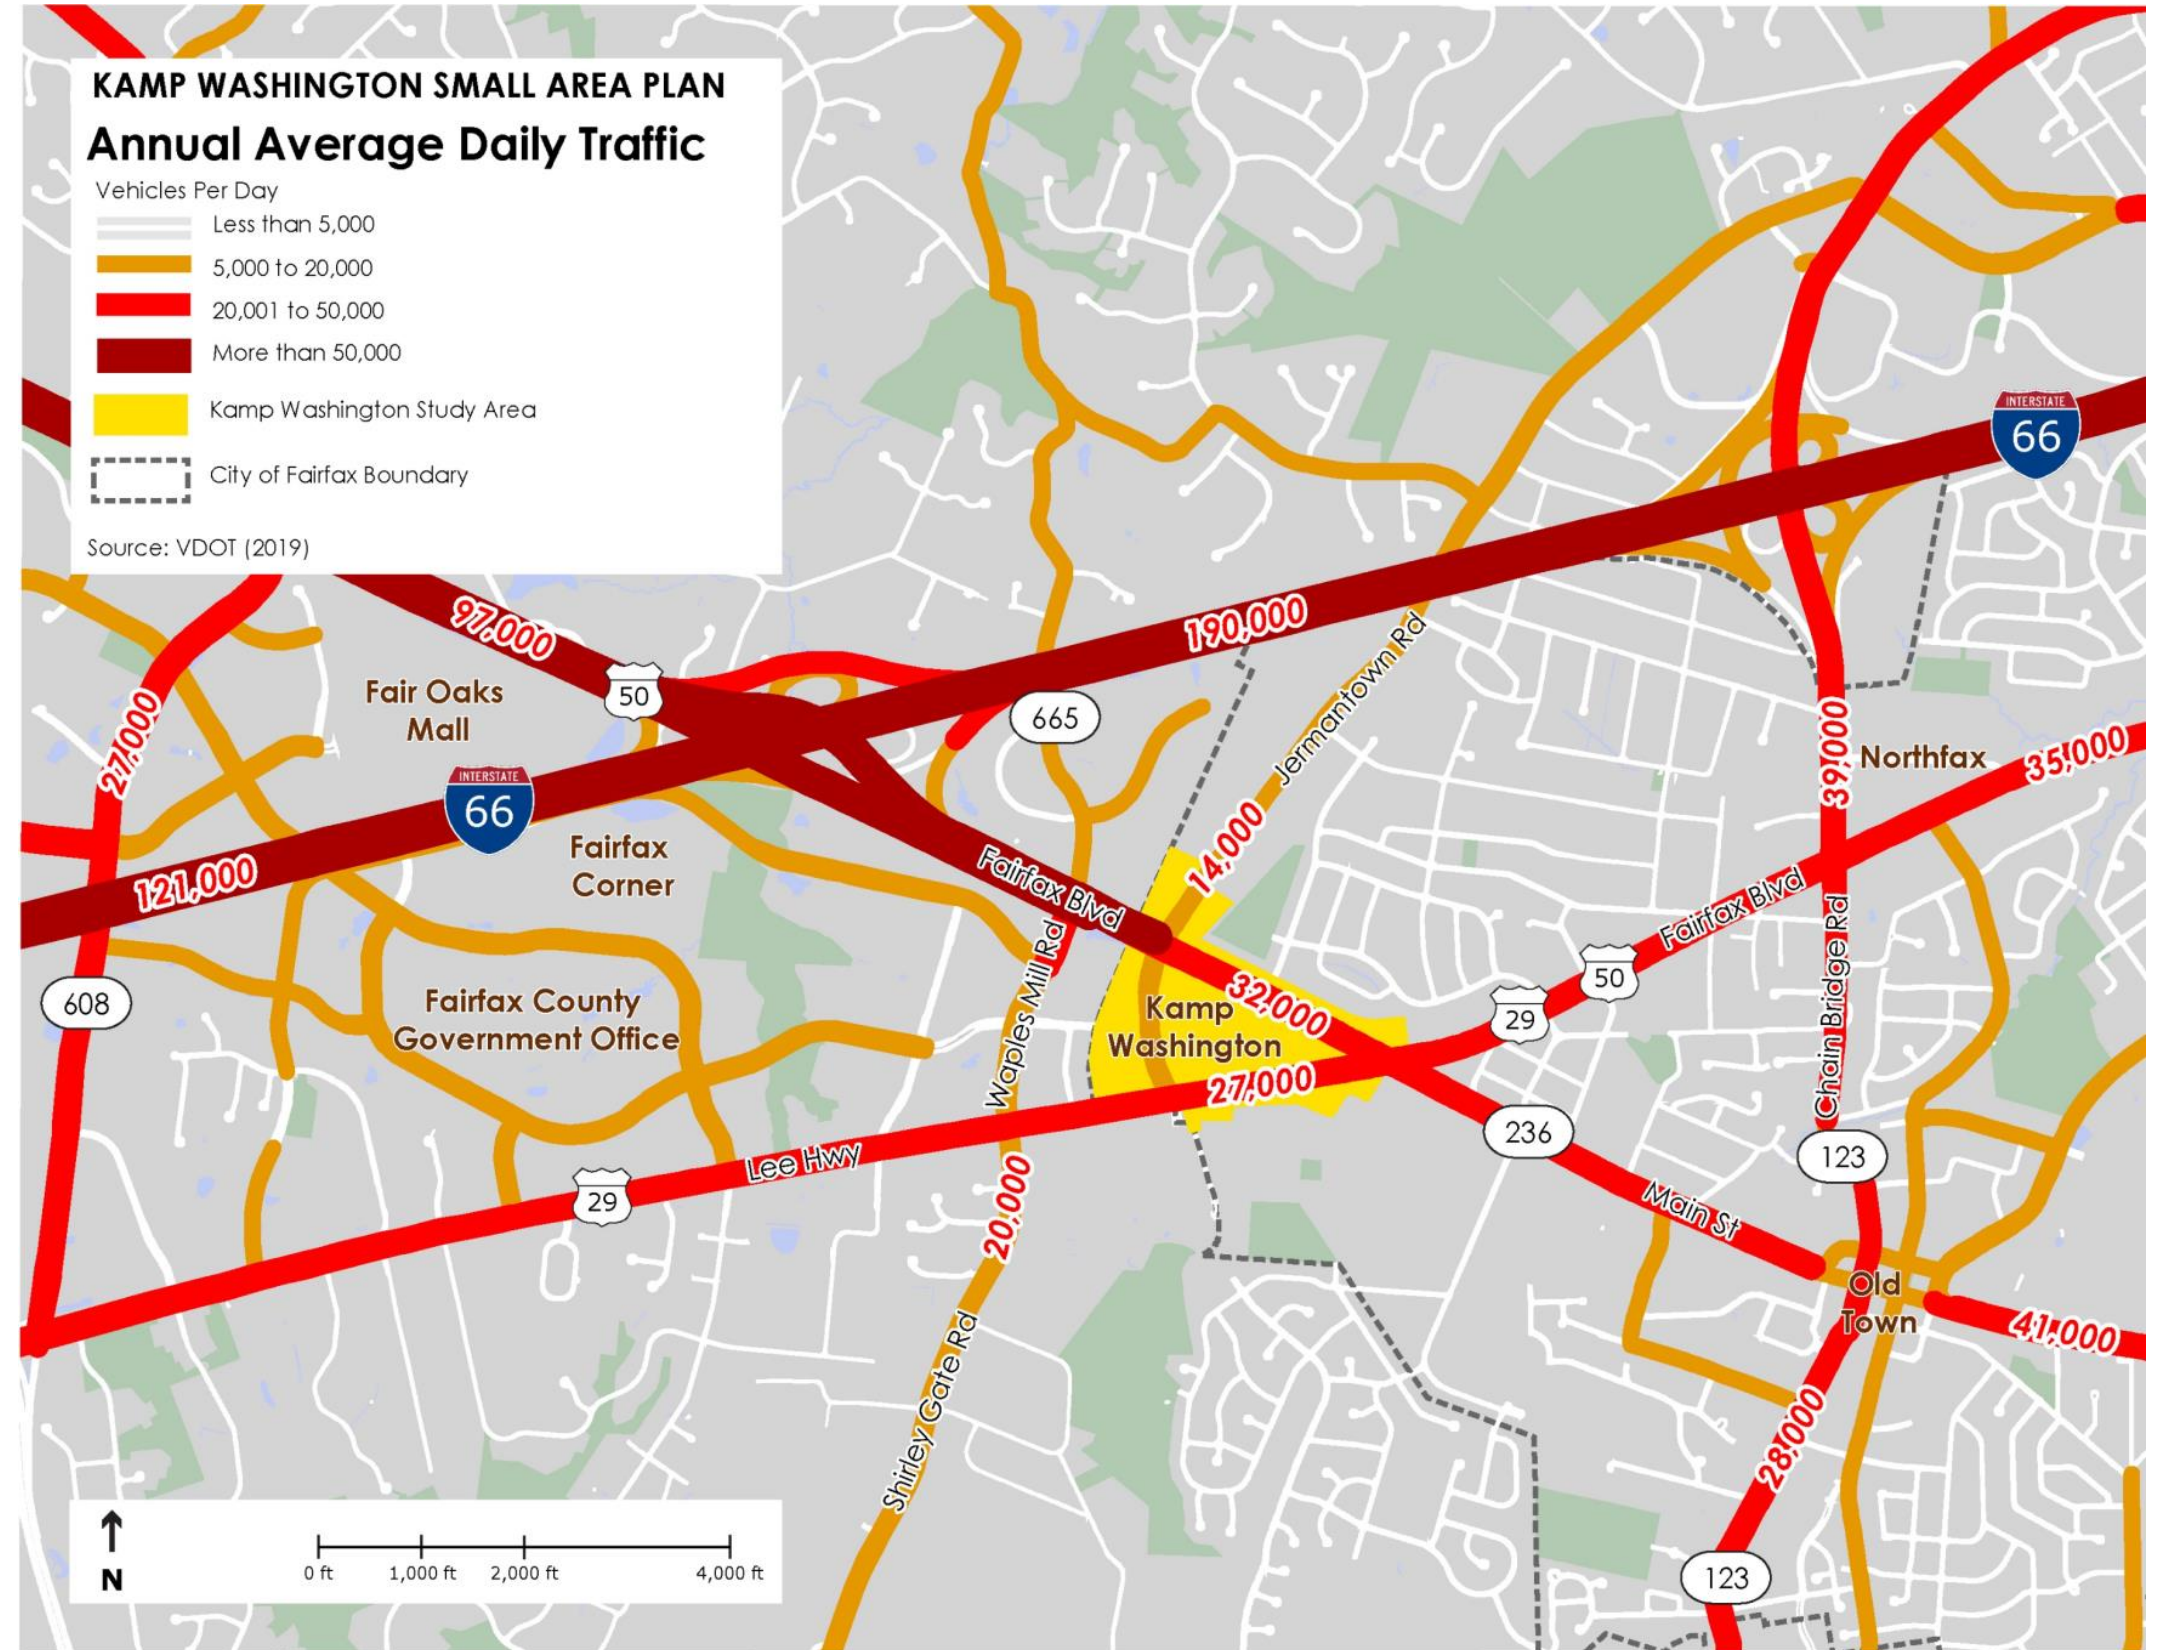 KAMP WASHINGTON SMALL AREA PLAN
Annual Average Daily Traffic
Vehicles Per Day
Less than 5,000
5,000 to 20,000
20,001 to 50,000
More than 50,000
Kamp Washington Study Area
City of Fairfax Boundary
Source: VDOT (2019)
INTERSTATE
66
97,000
190,000
Jermantown Rd
50
Fair Oaks
Mall
665
27,000
39,000
Northfax
35,000
INTERSTATE
66
14,000
Fairfax
Corner
121,000
Fairfax Blvd
Fairfax Blvd
Chain Bridge Rd
Waples Mill Rd
50
608
Fairfax County
Government Office
Kamp
Washington
32,000
29
27,000
236
123
Lee Hwy
29
20,000
Main St
Old
Town
41,000
Shirley Gate Rd
28,000
123
N
0 ft
1,000 ft
2,000 ft
4,000 ft